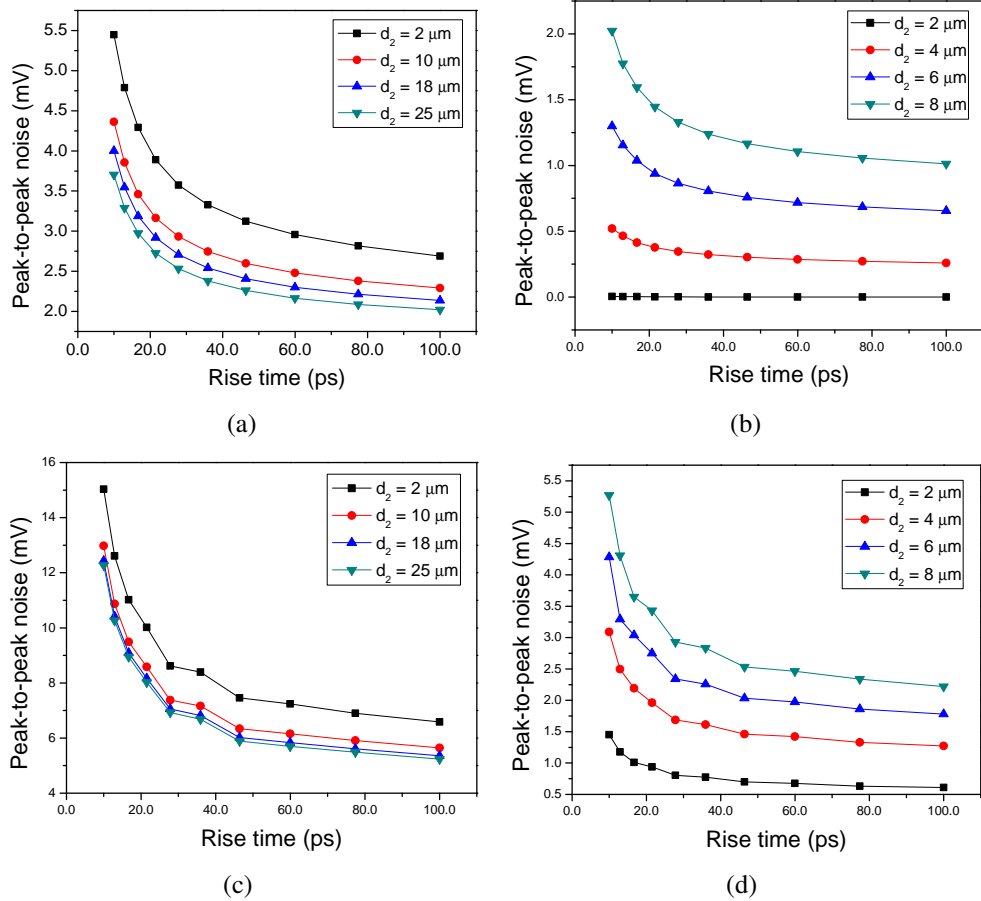 5.5
5.0
4.5
4.0
3.5
3.0
2.5
2.0
Peak-to-peak noise (mV)
d2 = 2 μm
d2 = 10 μm
d2 = 18 μm
d2 = 25 μm
0.0 20.0 40.0 60.0 80.0 100.0
Rise time (ps)
(a)
2.0
1.5
1.0
0.5
0.0
Peak-to-peak noise (mV)
d2 = 2 μm
d2 = 4 μm
d2 = 6 μm
d2 = 8 μm
0.0 20.0 40.0 60.0 80.0 100.0
Rise time (ps)
(b)
16
14
12
10
8
6
4
Peak-to-peak noise (mV)
d2 = 2 μm
d2 = 10 μm
d2 = 18 μm
d2 = 25 μm
0.0 20.0 40.0 60.0 80.0 100.0
Rise time (ps)
(c)
5.5
5.0
4.5
4.0
3.5
3.0
2.5
2.0
1.5
1.0
0.5
Peak-to-peak noise (mV)
d2 = 2 μm
d2 = 4 μm
d2 = 6 μm
d2 = 8 μm
0.0 20.0 40.0 60.0 80.0 100.0
Rise time (ps)
(d)